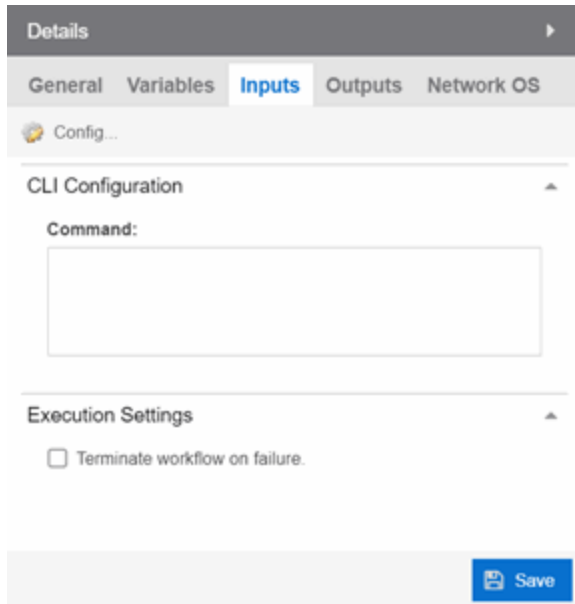 Details
General Variables Inputs Outputs Network OS
Config...
CLI Configuration
Command:
Execution Settings
Terminate workflow on failure.
Save